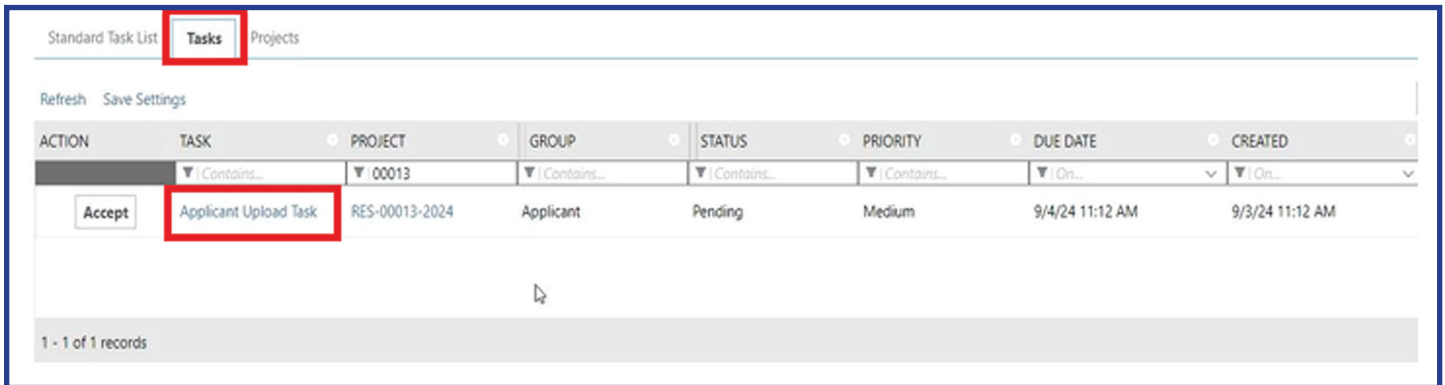 Standard Task List Tasks Projects
Refresh Save Settings
ACTION TASK PROJECT GROUP STATUS PRIORITY DUE DATE CREATED
Contains... 00013 Contains... Contains... Contains... On... On...
Accept Applicant Upload Task RES-00013-2024 Applicant Pending Medium 9/4/24 11:12 AM 9/3/24 11:12 AM
1 - 1 of 1 records